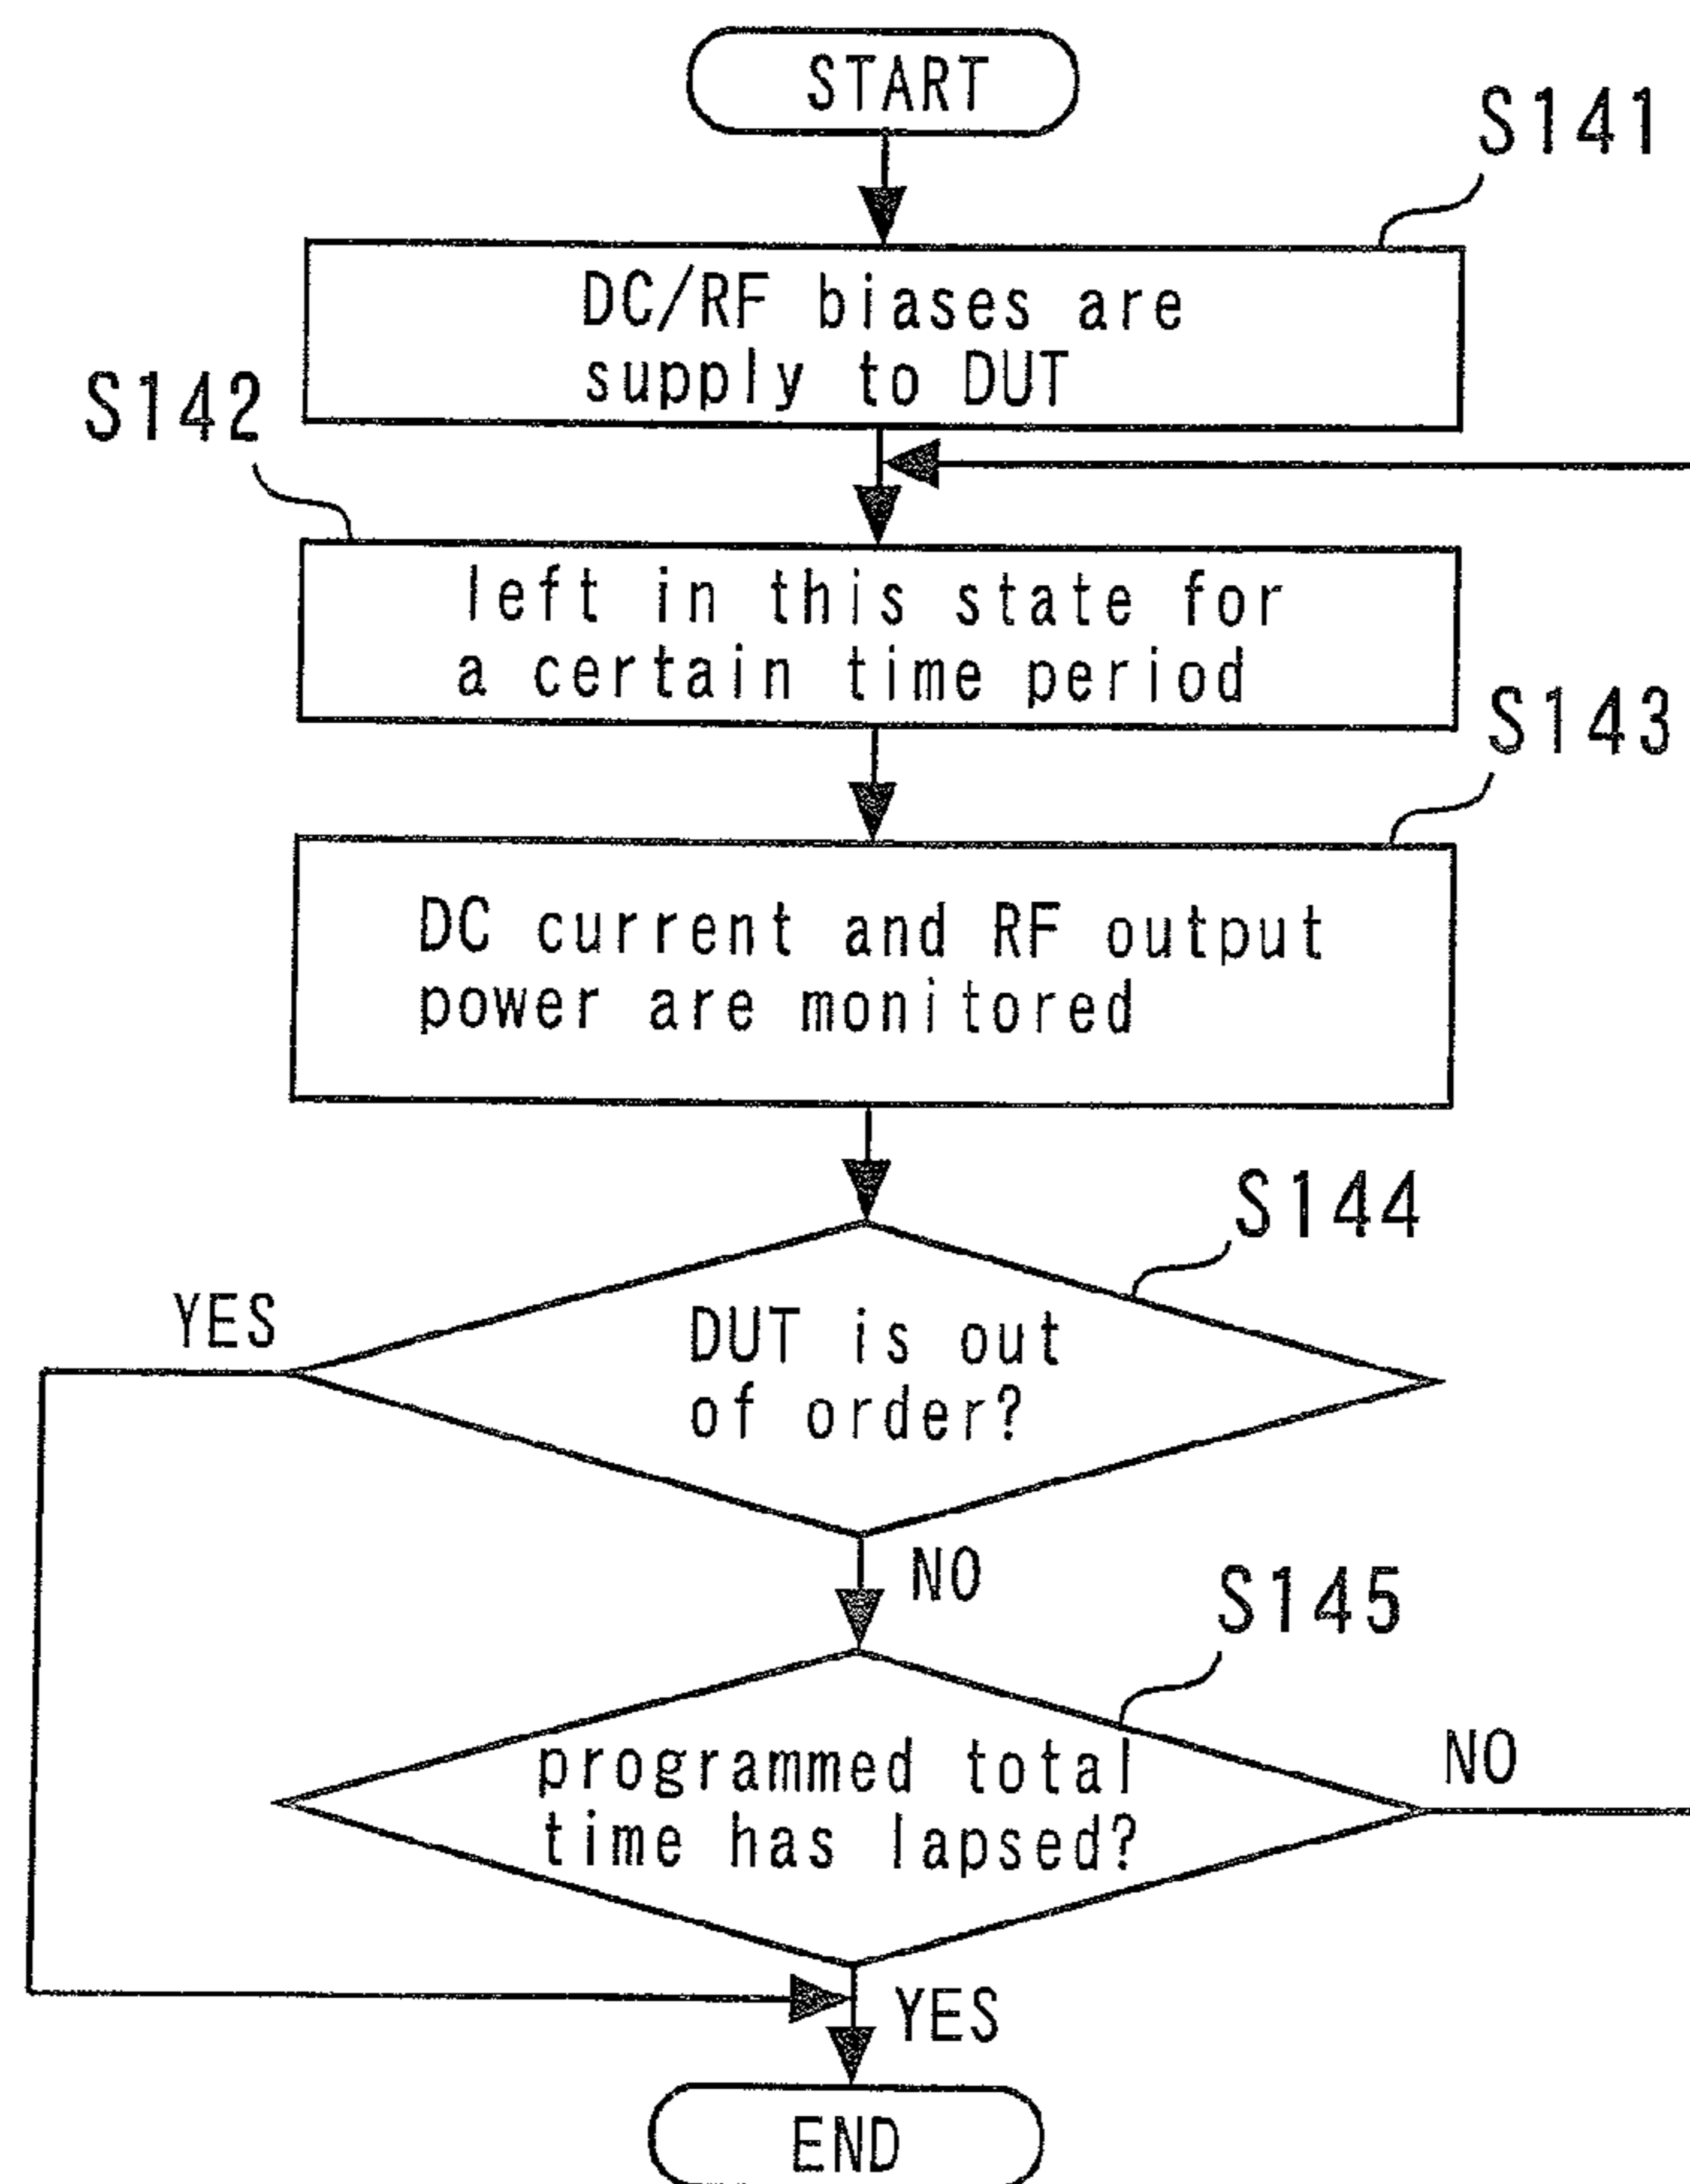 START
S141
DC/RF biases are
supply to DUT
S142
left in this state for
a certain time period
S143
DC current and RF output
power are monitored
S144
YES
DUT is out
of order?
NO
S145
programmed total
time has lapsed?
NO
YES
END